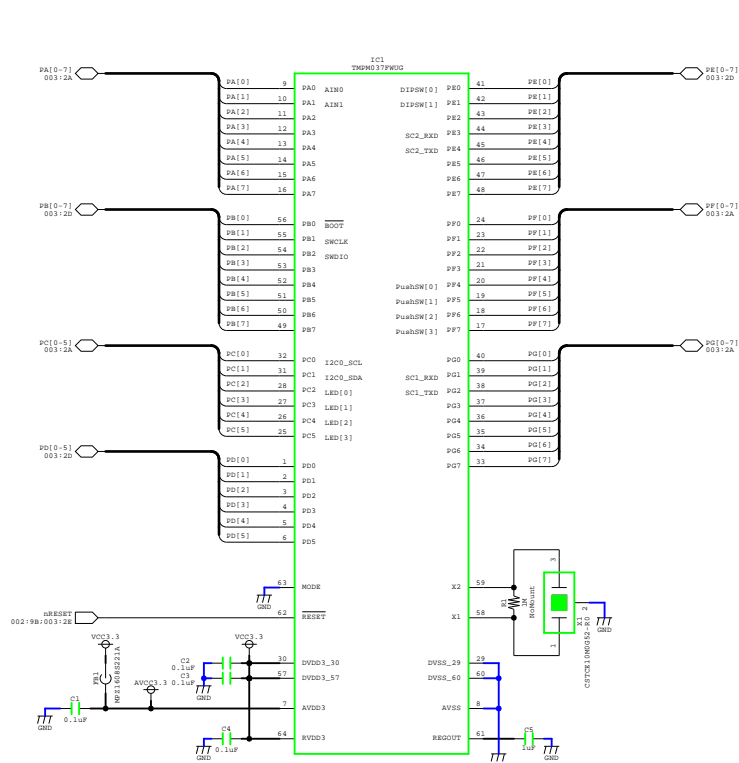 IC1
TMPM037FWUG
PA[0-7]
003:2A
PA[0] 9 PA0 AIN0
PA[1] 10 PA1 AIN1
PA[2] 11 PA2
PA[3] 12 PA3
PA[4] 13 PA4
PA[5] 14 PA5
PA[6] 15 PA6
PA[7] 16 PA7
PE[0-7]
003:2D
DIPSW[0] PE0 41 PE[0]
DIPSW[1] PE1 42 PE[1]
PE2 43 PE[2]
SC2_RXD PE3 44 PE[3]
SC2_TXD PE4 45 PE[4]
PE5 46 PE[5]
PE6 47 PE[6]
PE7 48 PE[7]
PB[0-7]
003:2D
PB[0] 56 PB0 BOOT
PB[1] 55 PB1 SWCLK
PB[2] 54 PB2 SWDIO
PB[3] 53 PB3
PB[4] 52 PB4
PB[5] 51 PB5
PB[6] 50 PB6
PB[7] 49 PB7
PF[0-7]
003:2A
PF0 24 PF[0]
PF1 23 PF[1]
PF2 22 PF[2]
PF3 21 PF[3]
PushSW[0] PF4 20 PF[4]
PushSW[1] PF5 19 PF[5]
PushSW[2] PF6 18 PF[6]
PushSW[3] PF7 17 PF[7]
PC[0-5]
003:2A
PC[0] 32 PC0 I2C0_SCL
PC[1] 31 PC1 I2C0_SDA
PC[2] 28 PC2 LED[0]
PC[3] 27 PC3 LED[1]
PC[4] 26 PC4 LED[2]
PC[5] 25 PC5 LED[3]
PG[0-7]
003:2A
PG0 40 PG[0]
SC1_RXD PG1 39 PG[1]
SC1_TXD PG2 38 PG[2]
PG3 37 PG[3]
PG4 36 PG[4]
PG5 35 PG[5]
PG6 34 PG[6]
PG7 33 PG[7]
PD[0-5]
003:2D
PD[0] 1 PD0
PD[1] 2 PD1
PD[2] 3 PD2
PD[3] 4 PD3
PD[4] 5 PD4
PD[5] 6 PD5
63 MODE
GND
nRESET
002:9B;003:2E
62 RESET
X2 59
X1 58
R1
1M
NoMount
3
2
1
X1
CSTCE10M0G52-R0
GND
VCC3.3
FB1
MPZ1608S221A
AVCC3.3
VCC3.3
C2
0.1uF
C3
0.1uF
GND
30 DVDD3_30
57 DVDD3_57
7 AVDD3
64 RVDD3
C1
0.1uF
GND
C4
0.1uF
GND
DVSS_29 29
DVSS_60 60
AVSS 8
REGOUT 61
C5
1uF
GND